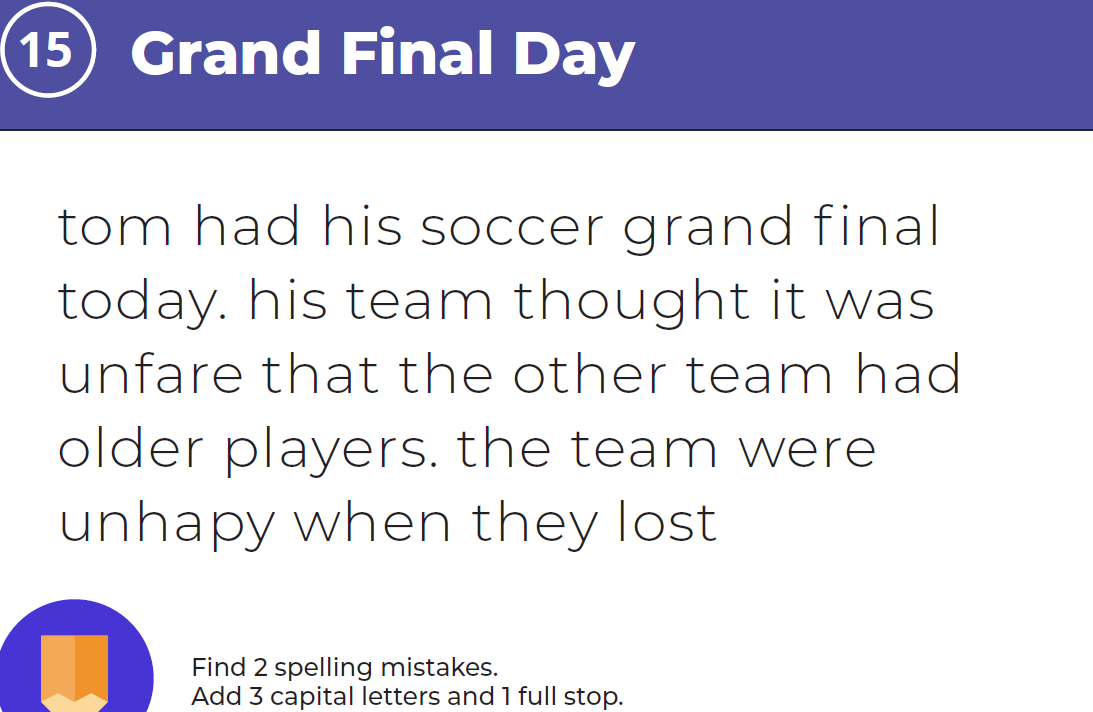 15 Grand Final Day
tom had his soccer grand final
today. his team thought it was
unfare that the other team had
older players. the team were
unhapy when they lost
Find 2 spelling mistakes.
Add 3 capital letters and 1 full stop.